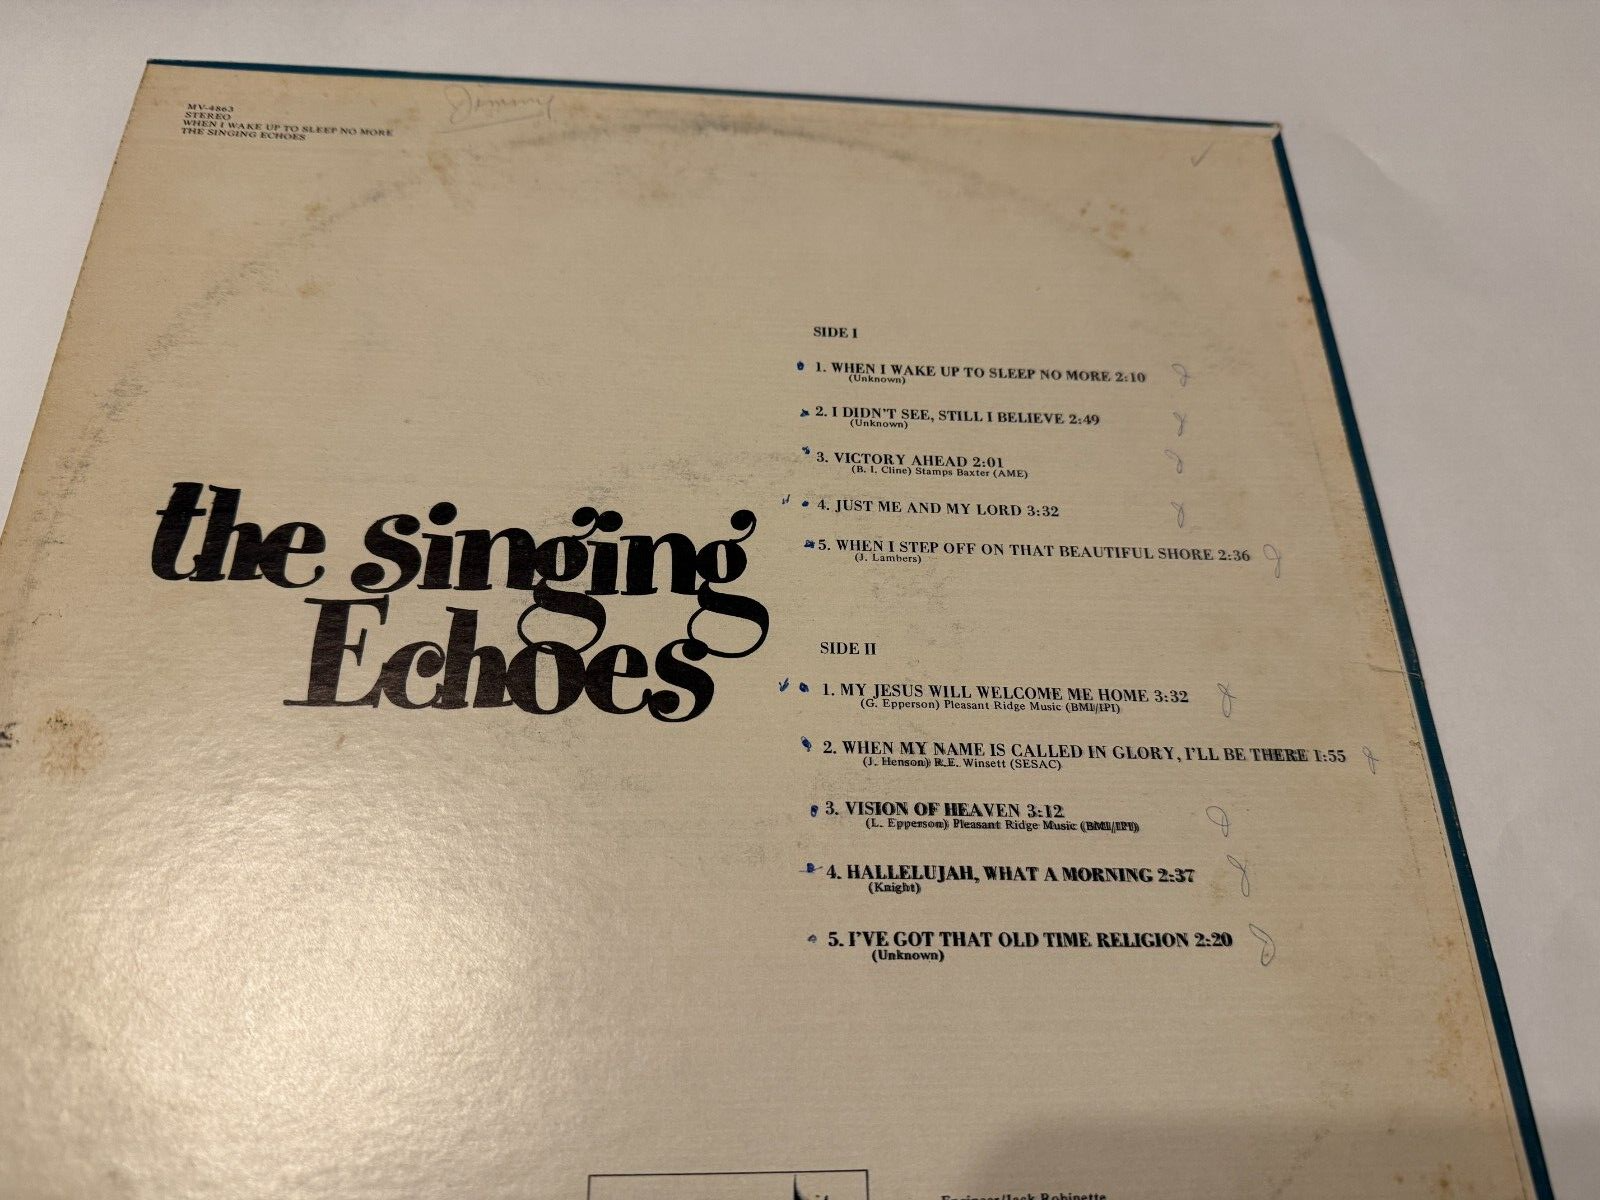 MV-4863
STEREO
WHEN I WAKE UP TO SLEEP NO MORE
THE SINGING ECHOES
Jimmy
the singing
Echoes
SIDE I
1. WHEN I WAKE UP TO SLEEP NO MORE 2:10
(Unknown)
2. I DIDN'T SEE, STILL I BELIEVE 2:49
(Unknown)
3. VICTORY AHEAD 2:01
(B. I. Cline) Stamps Baxter (AME)
4. JUST ME AND MY LORD 3:32
5. WHEN I STEP OFF ON THAT BEAUTIFUL SHORE 2:36
(J. Lambers)
SIDE II
1. MY JESUS WILL WELCOME ME HOME 3:32
(G. Epperson) Pleasant Ridge Music (BMI/IPI)
2. WHEN MY NAME IS CALLED IN GLORY, I'LL BE THERE 1:55
(J. Henson) R.E. Winsett (SESAC)
3. VISION OF HEAVEN 3:12
(L. Epperson) Pleasant Ridge Music (BMI/IPI)
4. HALLELUJAH, WHAT A MORNING 2:37
(Knight)
5. I'VE GOT THAT OLD TIME RELIGION 2:20
(Unknown)
Engineer/Jack Robinette